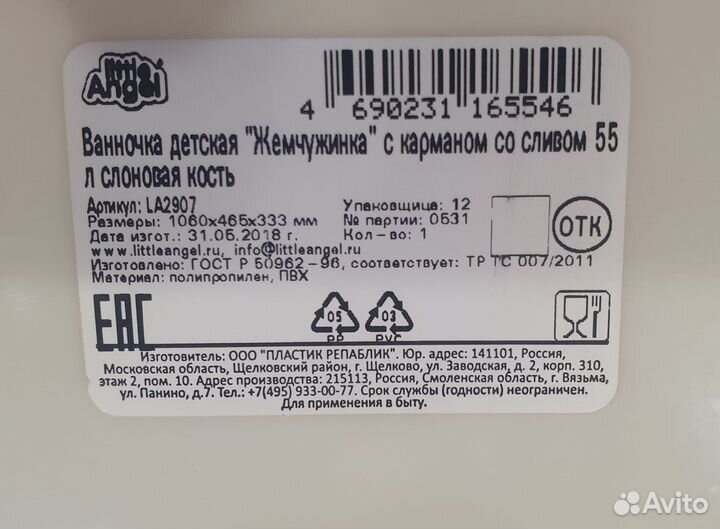 little Angel
4 690231 165546
Ванночка детская "Жемчужинка" с карманом со сливом 55
л слоновая кость
Артикул: LA2907
Размеры: 1060x465x333 мм
Дата изгот.: 31.05.2018 г.
www.littleangel.ru, info@littleangel.ru
Упаковщица: 12
№ партии: 0531
Кол-во: 1
ОТК
Изготовлено: ГОСТ Р 50962-96, соответствует: ТР ТС 007/2011
Материал: полипропилен, ПВХ
EAC
05
PP
03
PVC
Изготовитель: ООО "ПЛАСТИК РЕПАБЛИК". Юр. адрес: 141101, Россия,
Московская область, Щелковский район, г. Щелково, ул. Заводская, д. 2, корп. 310,
этаж 2, пом. 10. Адрес производства: 215113, Россия, Смоленская область, г. Вязьма,
ул. Панино, д.7. Тел.: +7(495) 933-00-77. Срок службы (годности) неограничен.
Для применения в быту.
Avito